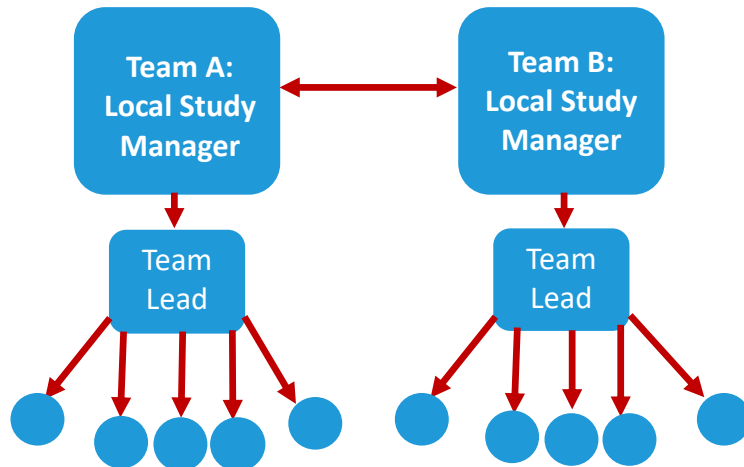 Team A:
Local Study
Manager
Team B:
Local Study
Manager
Team
Lead
Team
Lead